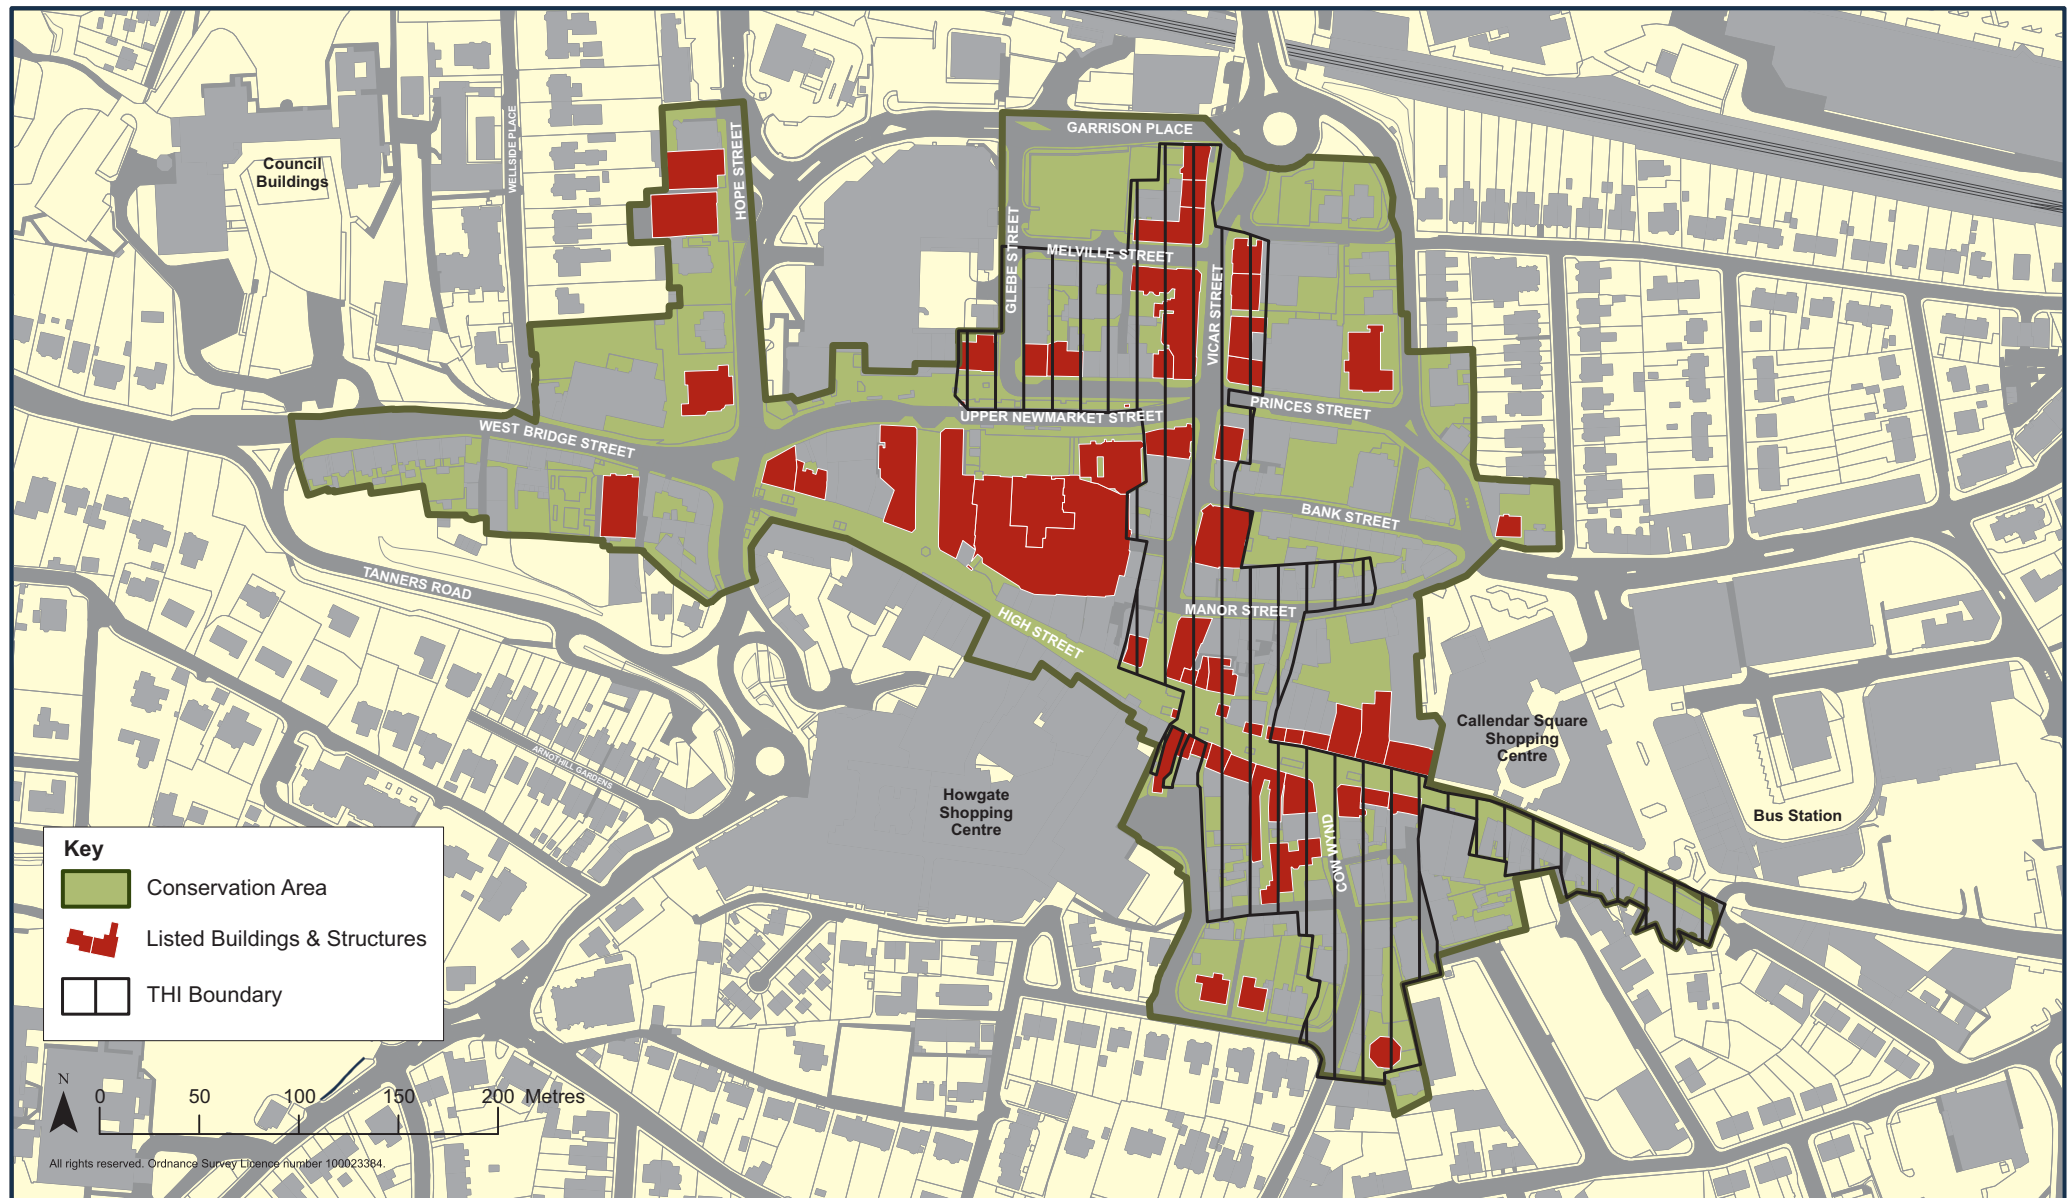 GARRISON PLACE
WELLSIDE PLACE
HOPE STREET
Council
Buildings
GLEBE STREET
MELVILLE STREET
VICAR STREET
UPPER NEWMARKET STREET
PRINCES STREET
WEST BRIDGE STREET
BANK STREET
TANNERS ROAD
HIGH STREET
MANOR STREET
Callendar Square
Shopping
Centre
ARNOTHILL GARDENS
Howgate
Shopping
Centre
Bus Station
COW WYND
Key
Conservation Area
Listed Buildings & Structures
THI Boundary
N
0 50 100 150 200 Metres
All rights reserved. Ordnance Survey Licence number 100023384.